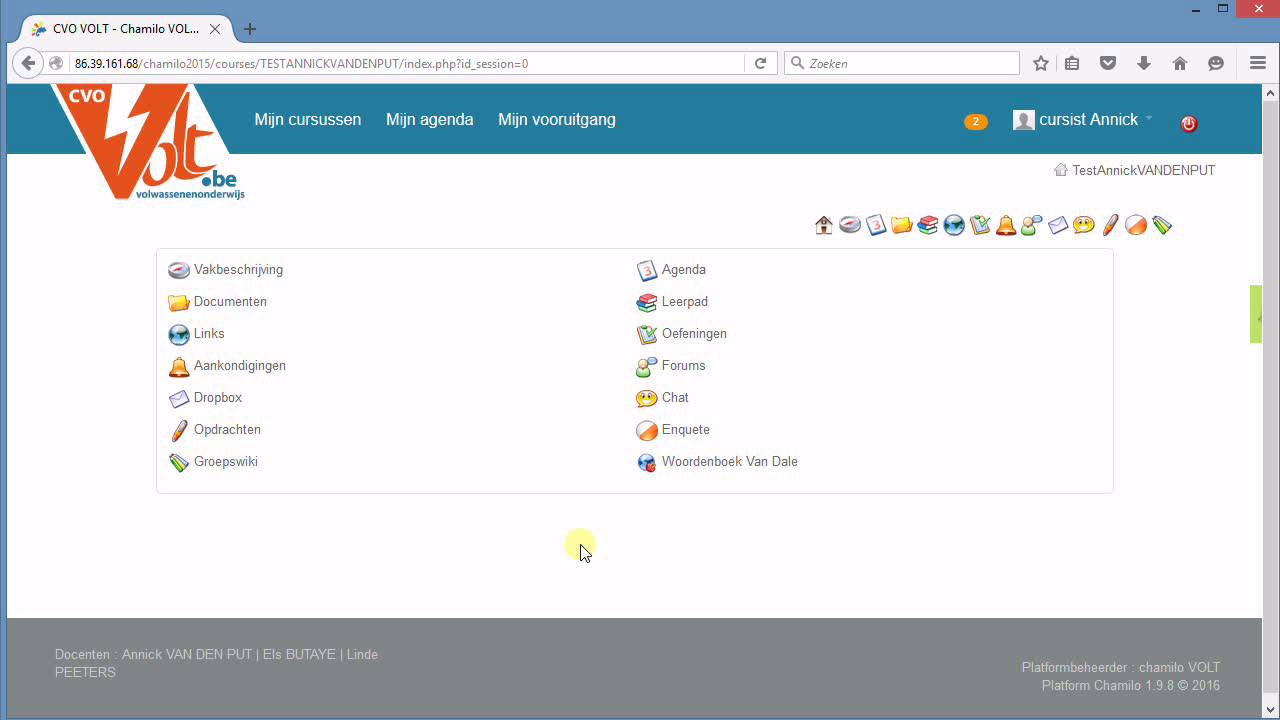 CVO VOLT - Chamilo VOL...
86.39.161.68/chamilo2015/courses/TESTANNICKVANDENPUT/index.php?id_session=0
Zoeken
CVO
Volt
.be
volwassenenonderwijs
Mijn cursussen
Mijn agenda
Mijn vooruitgang
2
cursist Annick
TestAnnickVANDENPUT
Vakbeschrijving
Agenda
Documenten
Leerpad
Links
Oefeningen
Aankondigingen
Forums
Dropbox
Chat
Opdrachten
Enquete
Groepswiki
Woordenboek Van Dale
Docenten : Annick VAN DEN PUT | Els BUTAYE | Linde
PEETERS
Platformbeheerder : chamilo VOLT
Platform Chamilo 1.9.8 © 2016